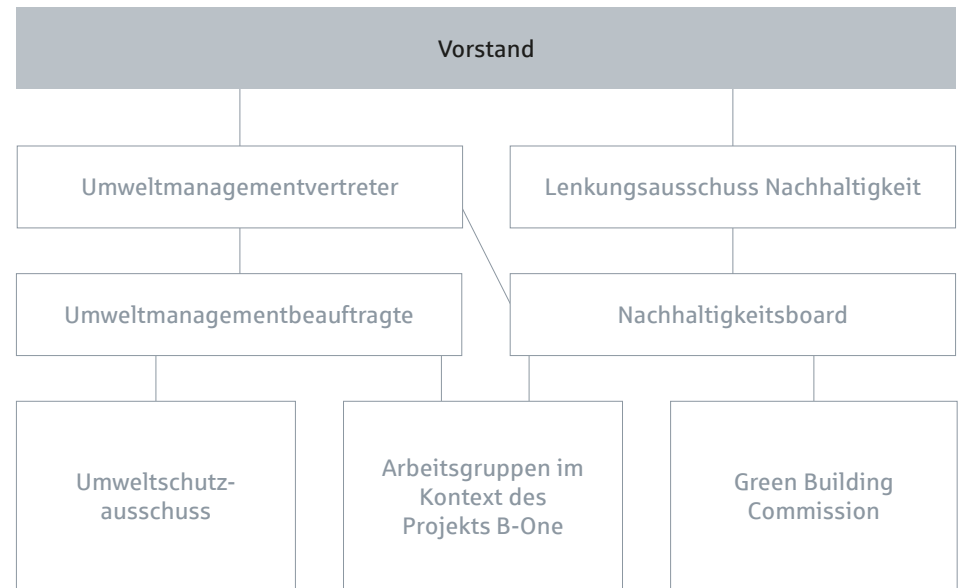 Vorstand
Umweltmanagementvertreter
Lenkungsausschuss Nachhaltigkeit
Umweltmanagementbeauftragte
Nachhaltigkeitsboard
Umweltschutz-
ausschuss
Arbeitsgruppen im
Kontext des
Projekts B-One
Green Building
Commission